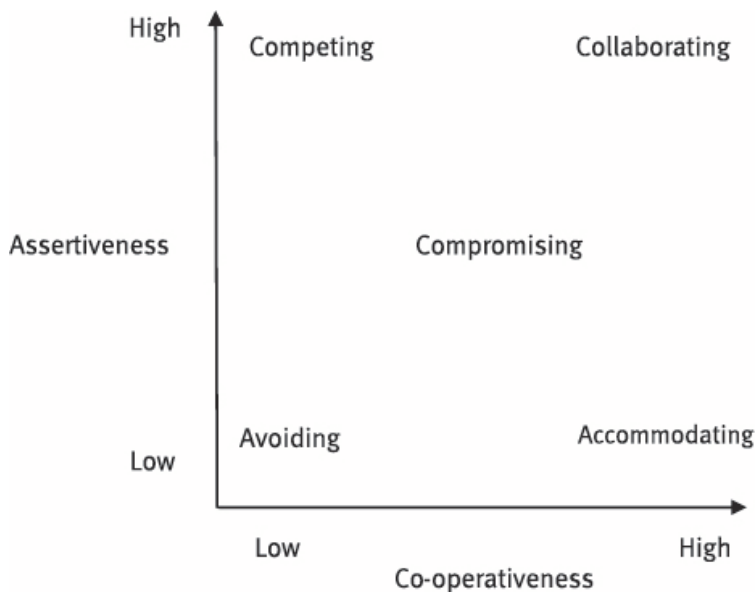 High
Competing
Collaborating
Assertiveness
Compromising
Avoiding
Accommodating
Low
Low
High
Co-operativeness